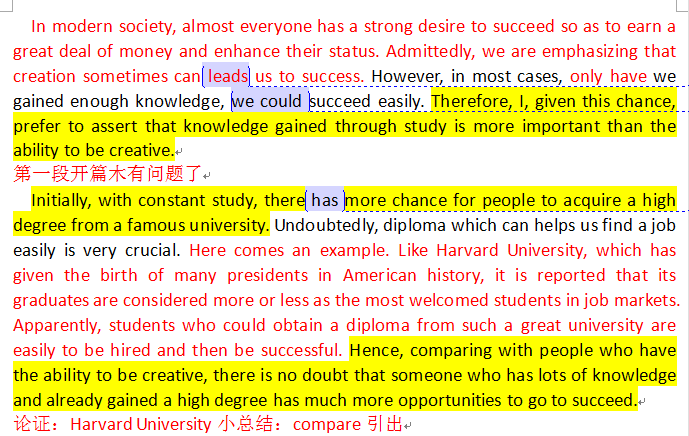 In modern society, almost everyone has a strong desire to succeed so as to earn a
great deal of money and enhance their status. Admittedly, we are emphasizing that
creation sometimes can leads us to success. However, in most cases, only have we
gained enough knowledge, we could succeed easily. Therefore, I, given this chance,
prefer to assert that knowledge gained through study is more important than the
ability to be creative.
第一段开篇木有问题了
Initially, with constant study, there has more chance for people to acquire a high
degree from a famous university. Undoubtedly, diploma which can helps us find a job
easily is very crucial. Here comes an example. Like Harvard University, which has
given the birth of many presidents in American history, it is reported that its
graduates are considered more or less as the most welcomed students in job markets.
Apparently, students who could obtain a diploma from such a great university are
easily to be hired and then be successful. Hence, comparing with people who have
the ability to be creative, there is no doubt that someone who has lots of knowledge
and already gained a high degree has much more opportunities to go to succeed.
论证：Harvard University 小总结：compare 引出